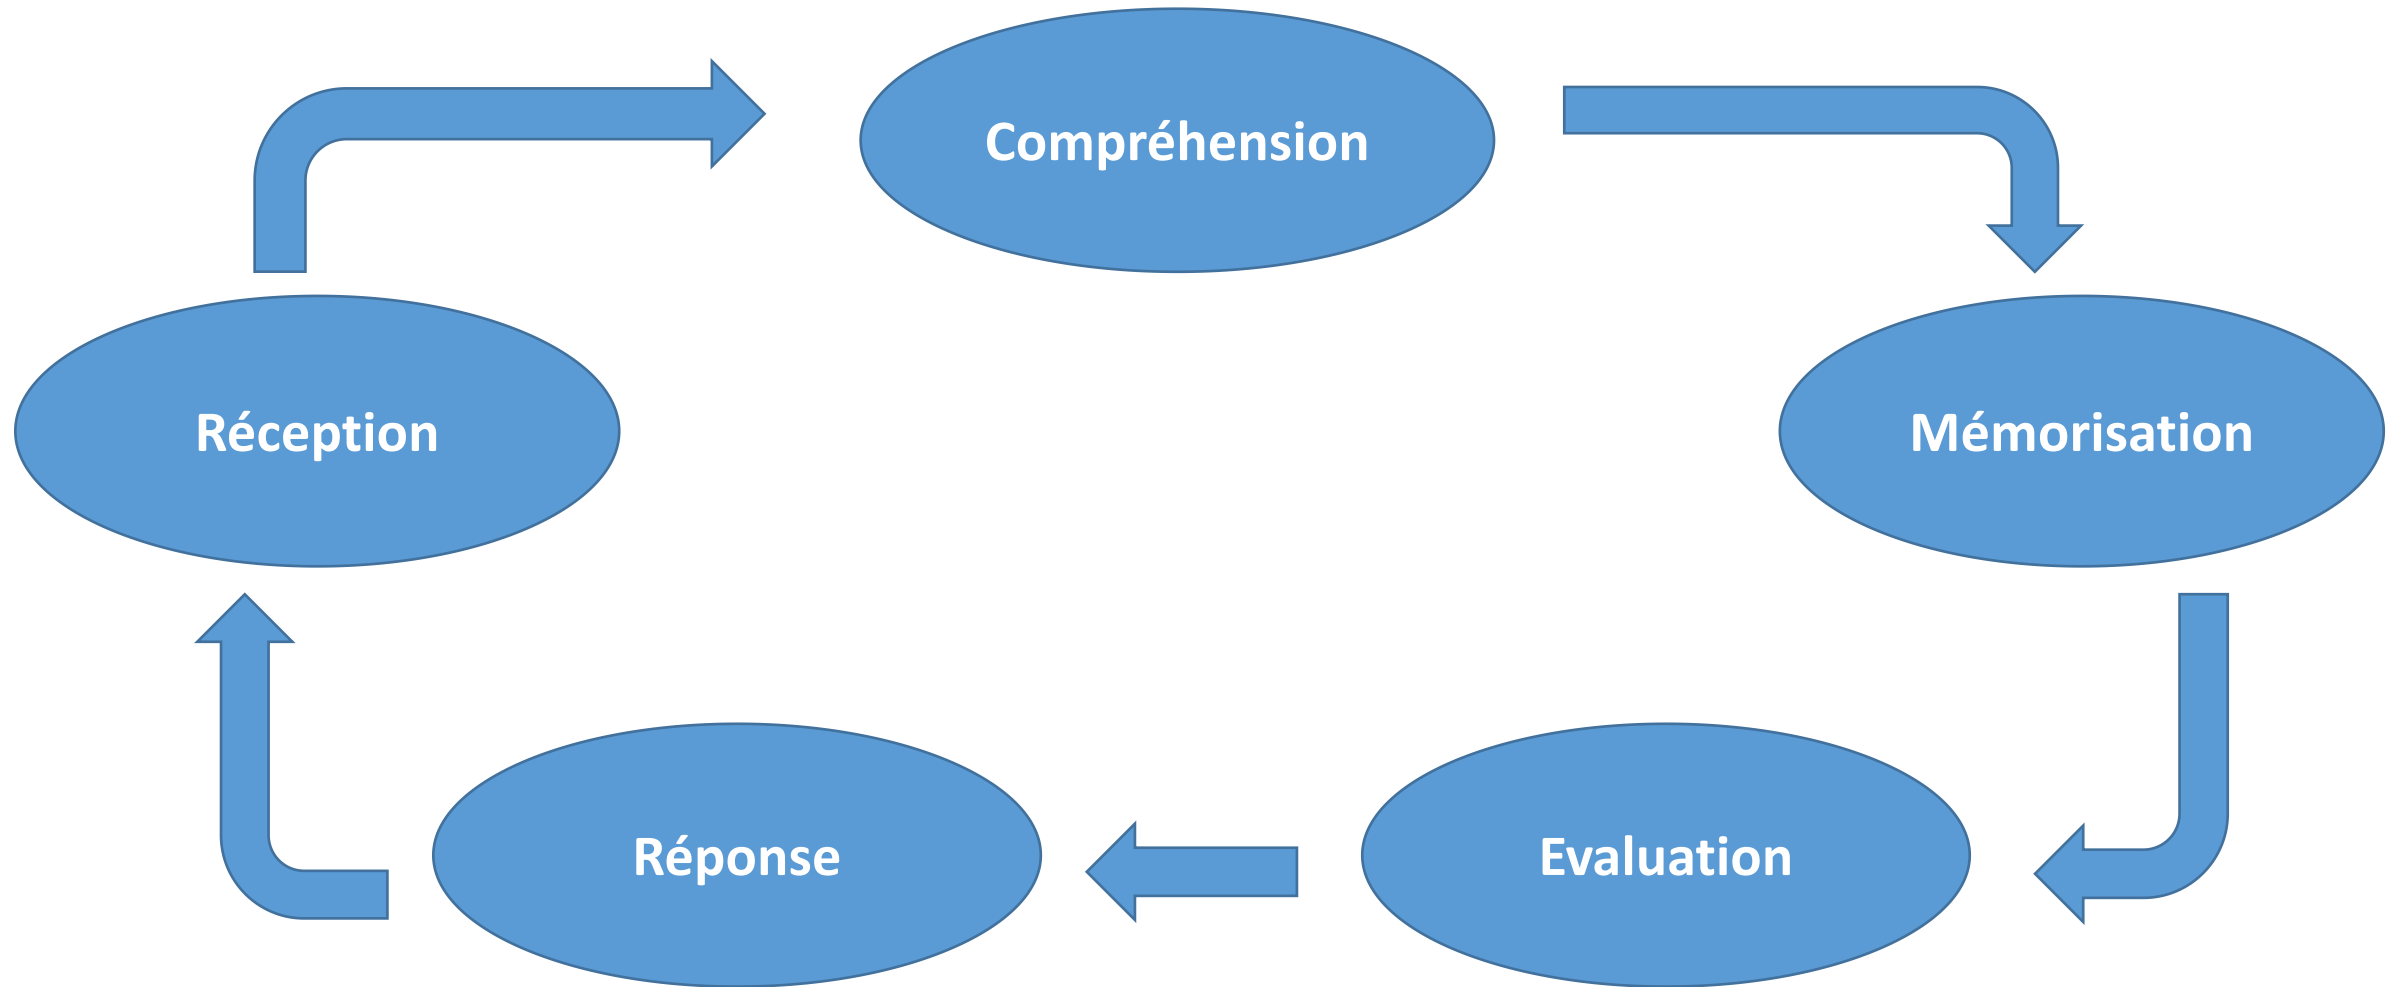 Compréhension
Réception
Mémorisation
Réponse
Evaluation